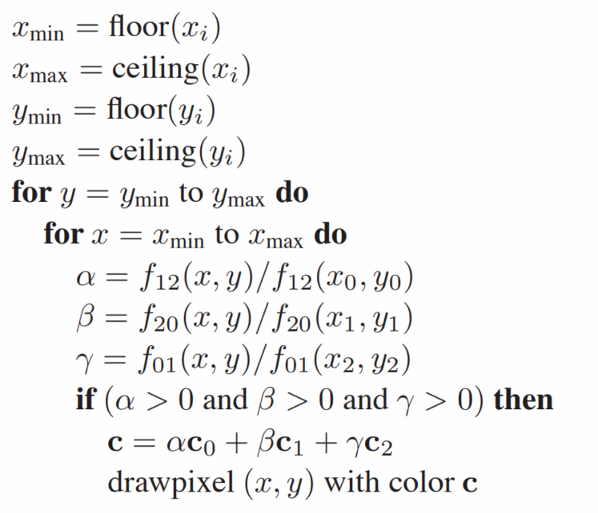 x_min = floor(x_i)
x_max = ceiling(x_i)
y_min = floor(y_i)
y_max = ceiling(y_i)
for y = y_min to y_max do
for x = x_min to x_max do
α = f_12(x, y)/f_12(x_0, y_0)
β = f_20(x, y)/f_20(x_1, y_1)
γ = f_01(x, y)/f_01(x_2, y_2)
if (α > 0 and β > 0 and γ > 0) then
c = αc_0 + βc_1 + γc_2
drawpixel (x, y) with color c